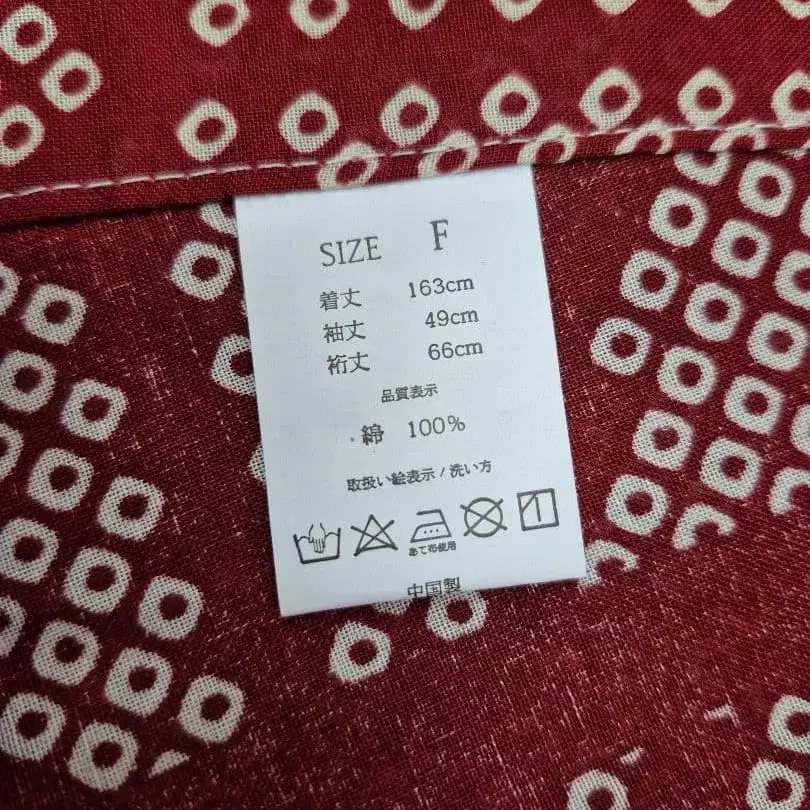 SIZE F
着丈 163cm
袖丈 49cm
裄丈 66cm
品質表示
綿 100%
取扱い絵表示 / 洗い方
あて布使用
中国製